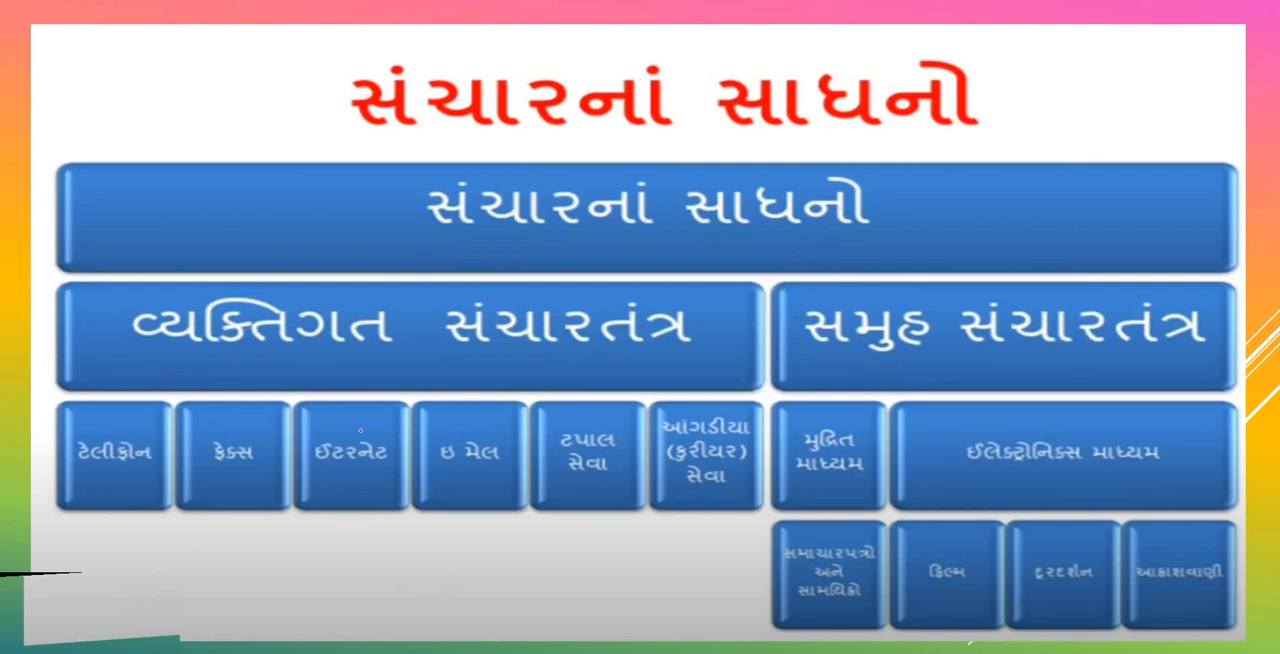 સંચારનાં સાધનો
સંચારનાં સાધનો
વ્યક્તિગત સંચારતંત્ર
સમુહ સંચારતંત્ર
ટેલીફોન
ફેક્સ
ઈંટરનેટ
ઇ મેલ
ટપાલ
સેવા
આંગડીયા
(કુરીયર)
સેવા
મુદ્રિત
માધ્યમ
ઈલેક્ટ્રોનિક્સ માધ્યમ
સમાચારપત્રો
અને
સામયિકો
ફિલ્મ
દૂરદર્શન
આકાશવાણી